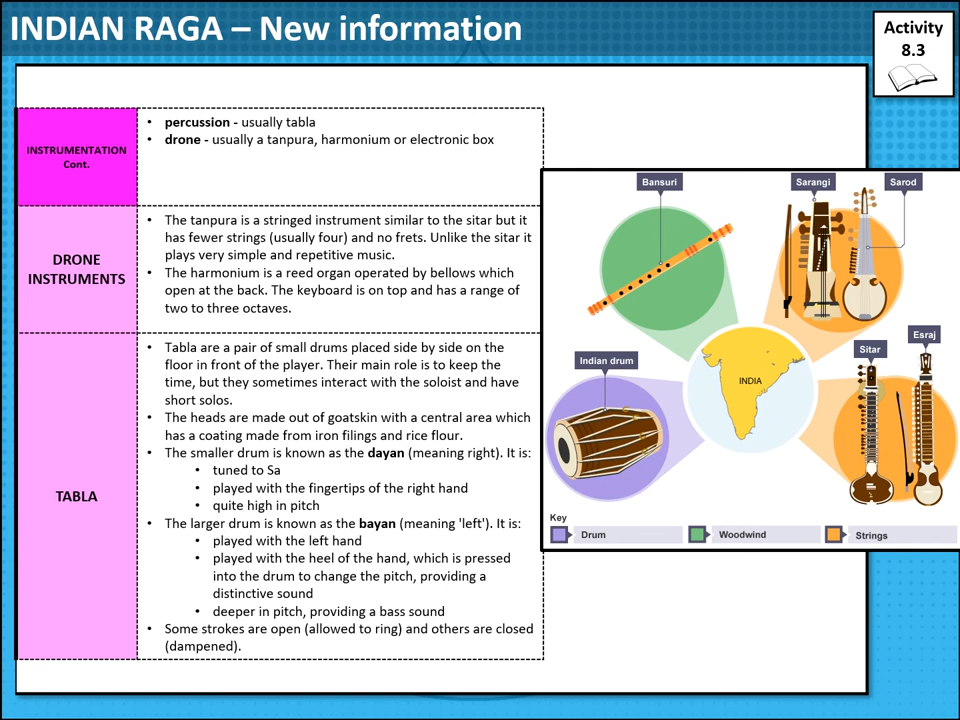 INDIAN RAGA – New information
Activity
8.3
INSTRUMENTATION
Cont.
• percussion - usually tabla
• drone - usually a tanpura, harmonium or electronic box
DRONE
INSTRUMENTS
• The tanpura is a stringed instrument similar to the sitar but it
has fewer strings (usually four) and no frets. Unlike the sitar it
plays very simple and repetitive music.
• The harmonium is a reed organ operated by bellows which
open at the back. The keyboard is on top and has a range of
two to three octaves.
TABLA
• Tabla are a pair of small drums placed side by side on the
floor in front of the player. Their main role is to keep the
time, but they sometimes interact with the soloist and have
short solos.
• The heads are made out of goatskin with a central area which
has a coating made from iron filings and rice flour.
• The smaller drum is known as the dayan (meaning right). It is:
• tuned to Sa
• played with the fingertips of the right hand
• quite high in pitch
• The larger drum is known as the bayan (meaning 'left'). It is:
• played with the left hand
• played with the heel of the hand, which is pressed
into the drum to change the pitch, providing a
distinctive sound
• deeper in pitch, providing a bass sound
• Some strokes are open (allowed to ring) and others are closed
(dampened).
Bansuri
Sarangi
Sarod
Indian drum
INDIA
Sitar
Esraj
Key
Drum
Woodwind
Strings